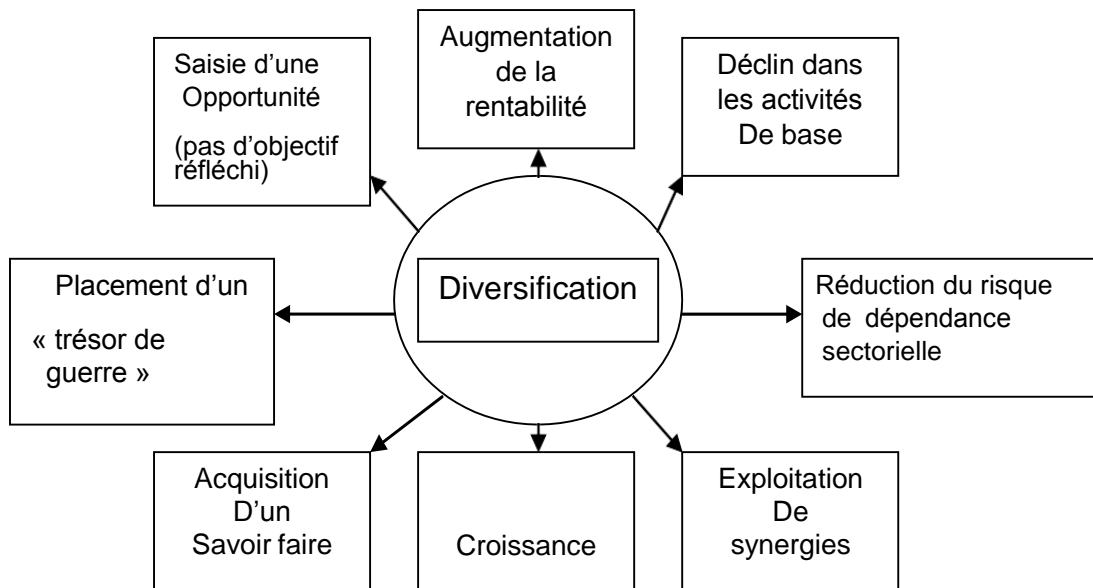 Saisie d’une
Opportunité
(pas d’objectif
réfléchi)
Augmentation
de la
rentabilité
Déclin dans
les activités
De base
Placement d’un
« trésor de
guerre »
Diversification
Réduction du risque
de dépendance
sectorielle
Acquisition
D’un
Savoir faire
Croissance
Exploitation
De
synergies